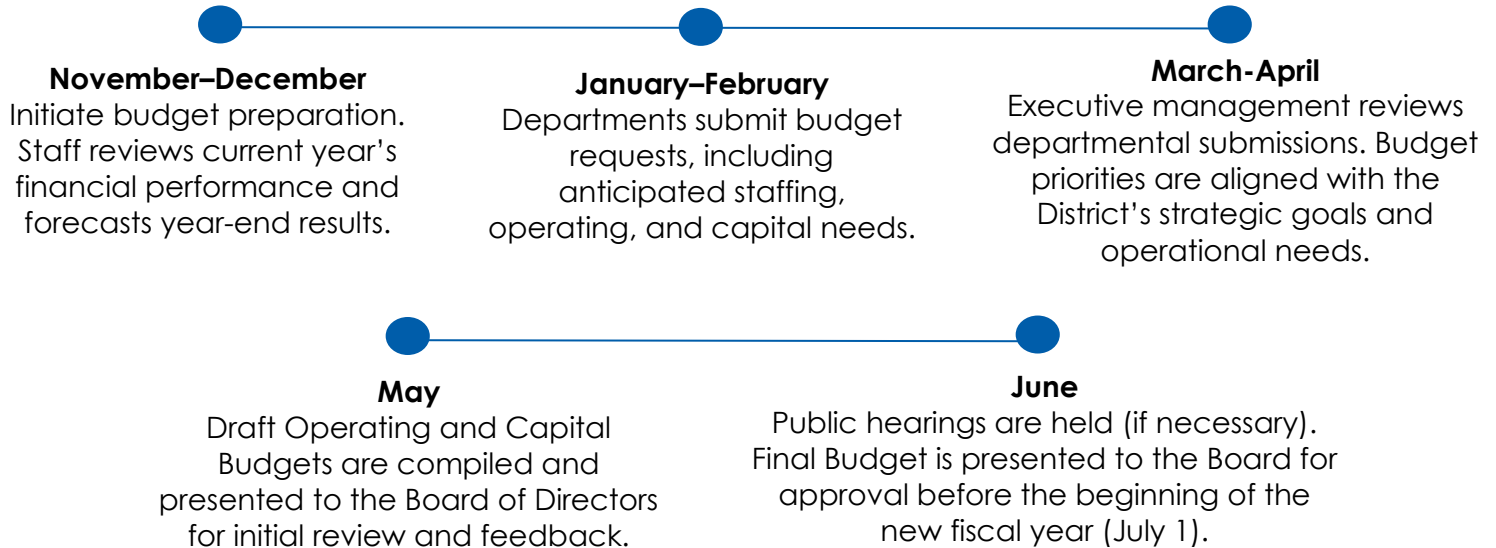 November–December
Initiate budget preparation.
Staff reviews current year’s
financial performance and
forecasts year-end results.
January–February
Departments submit budget
requests, including
anticipated staffing,
operating, and capital needs.
March-April
Executive management reviews
departmental submissions. Budget
priorities are aligned with the
District’s strategic goals and
operational needs.
May
Draft Operating and Capital
Budgets are compiled and
presented to the Board of Directors
for initial review and feedback.
June
Public hearings are held (if necessary).
Final Budget is presented to the Board for
approval before the beginning of the
new fiscal year (July 1).